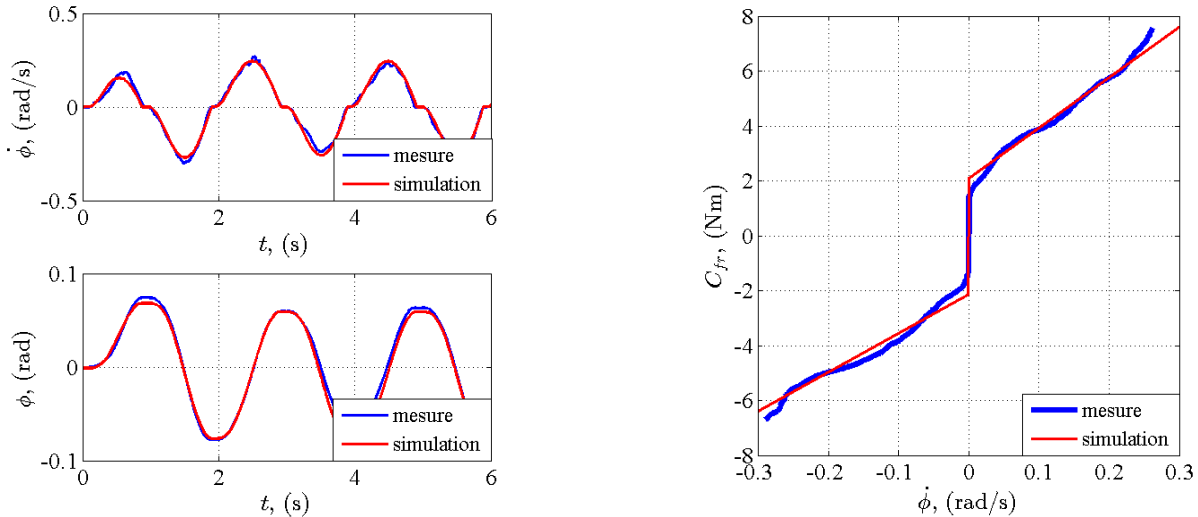 0.5
0
-0.5
0
2
4
6
ϕ̇, (rad/s)
t, (s)
mesure
simulation
0.1
0
-0.1
0
2
4
6
ϕ, (rad)
t, (s)
mesure
simulation
8
6
4
2
0
-2
-4
-6
-8
-0.3
-0.2
-0.1
0
0.1
0.2
0.3
C_{fr}, (Nm)
ϕ̇, (rad/s)
mesure
simulation